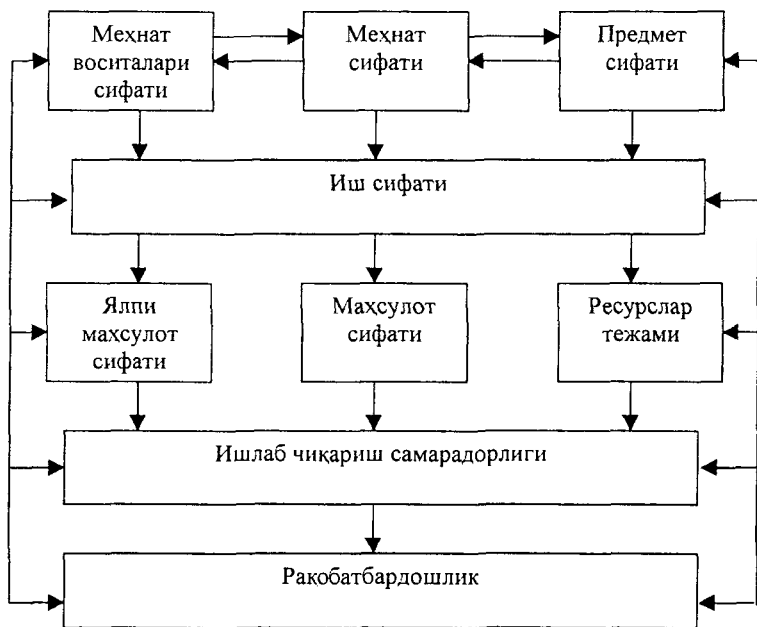 Меҳнат
воситалари
сифати
Меҳнат
сифати
Предмет
сифати
Иш сифати
Ялпи
маҳсулот
сифати
Маҳсулот
сифати
Ресурслар
тежами
Ишлаб чиқариш самарадорлиги
Рақобатбардошлик